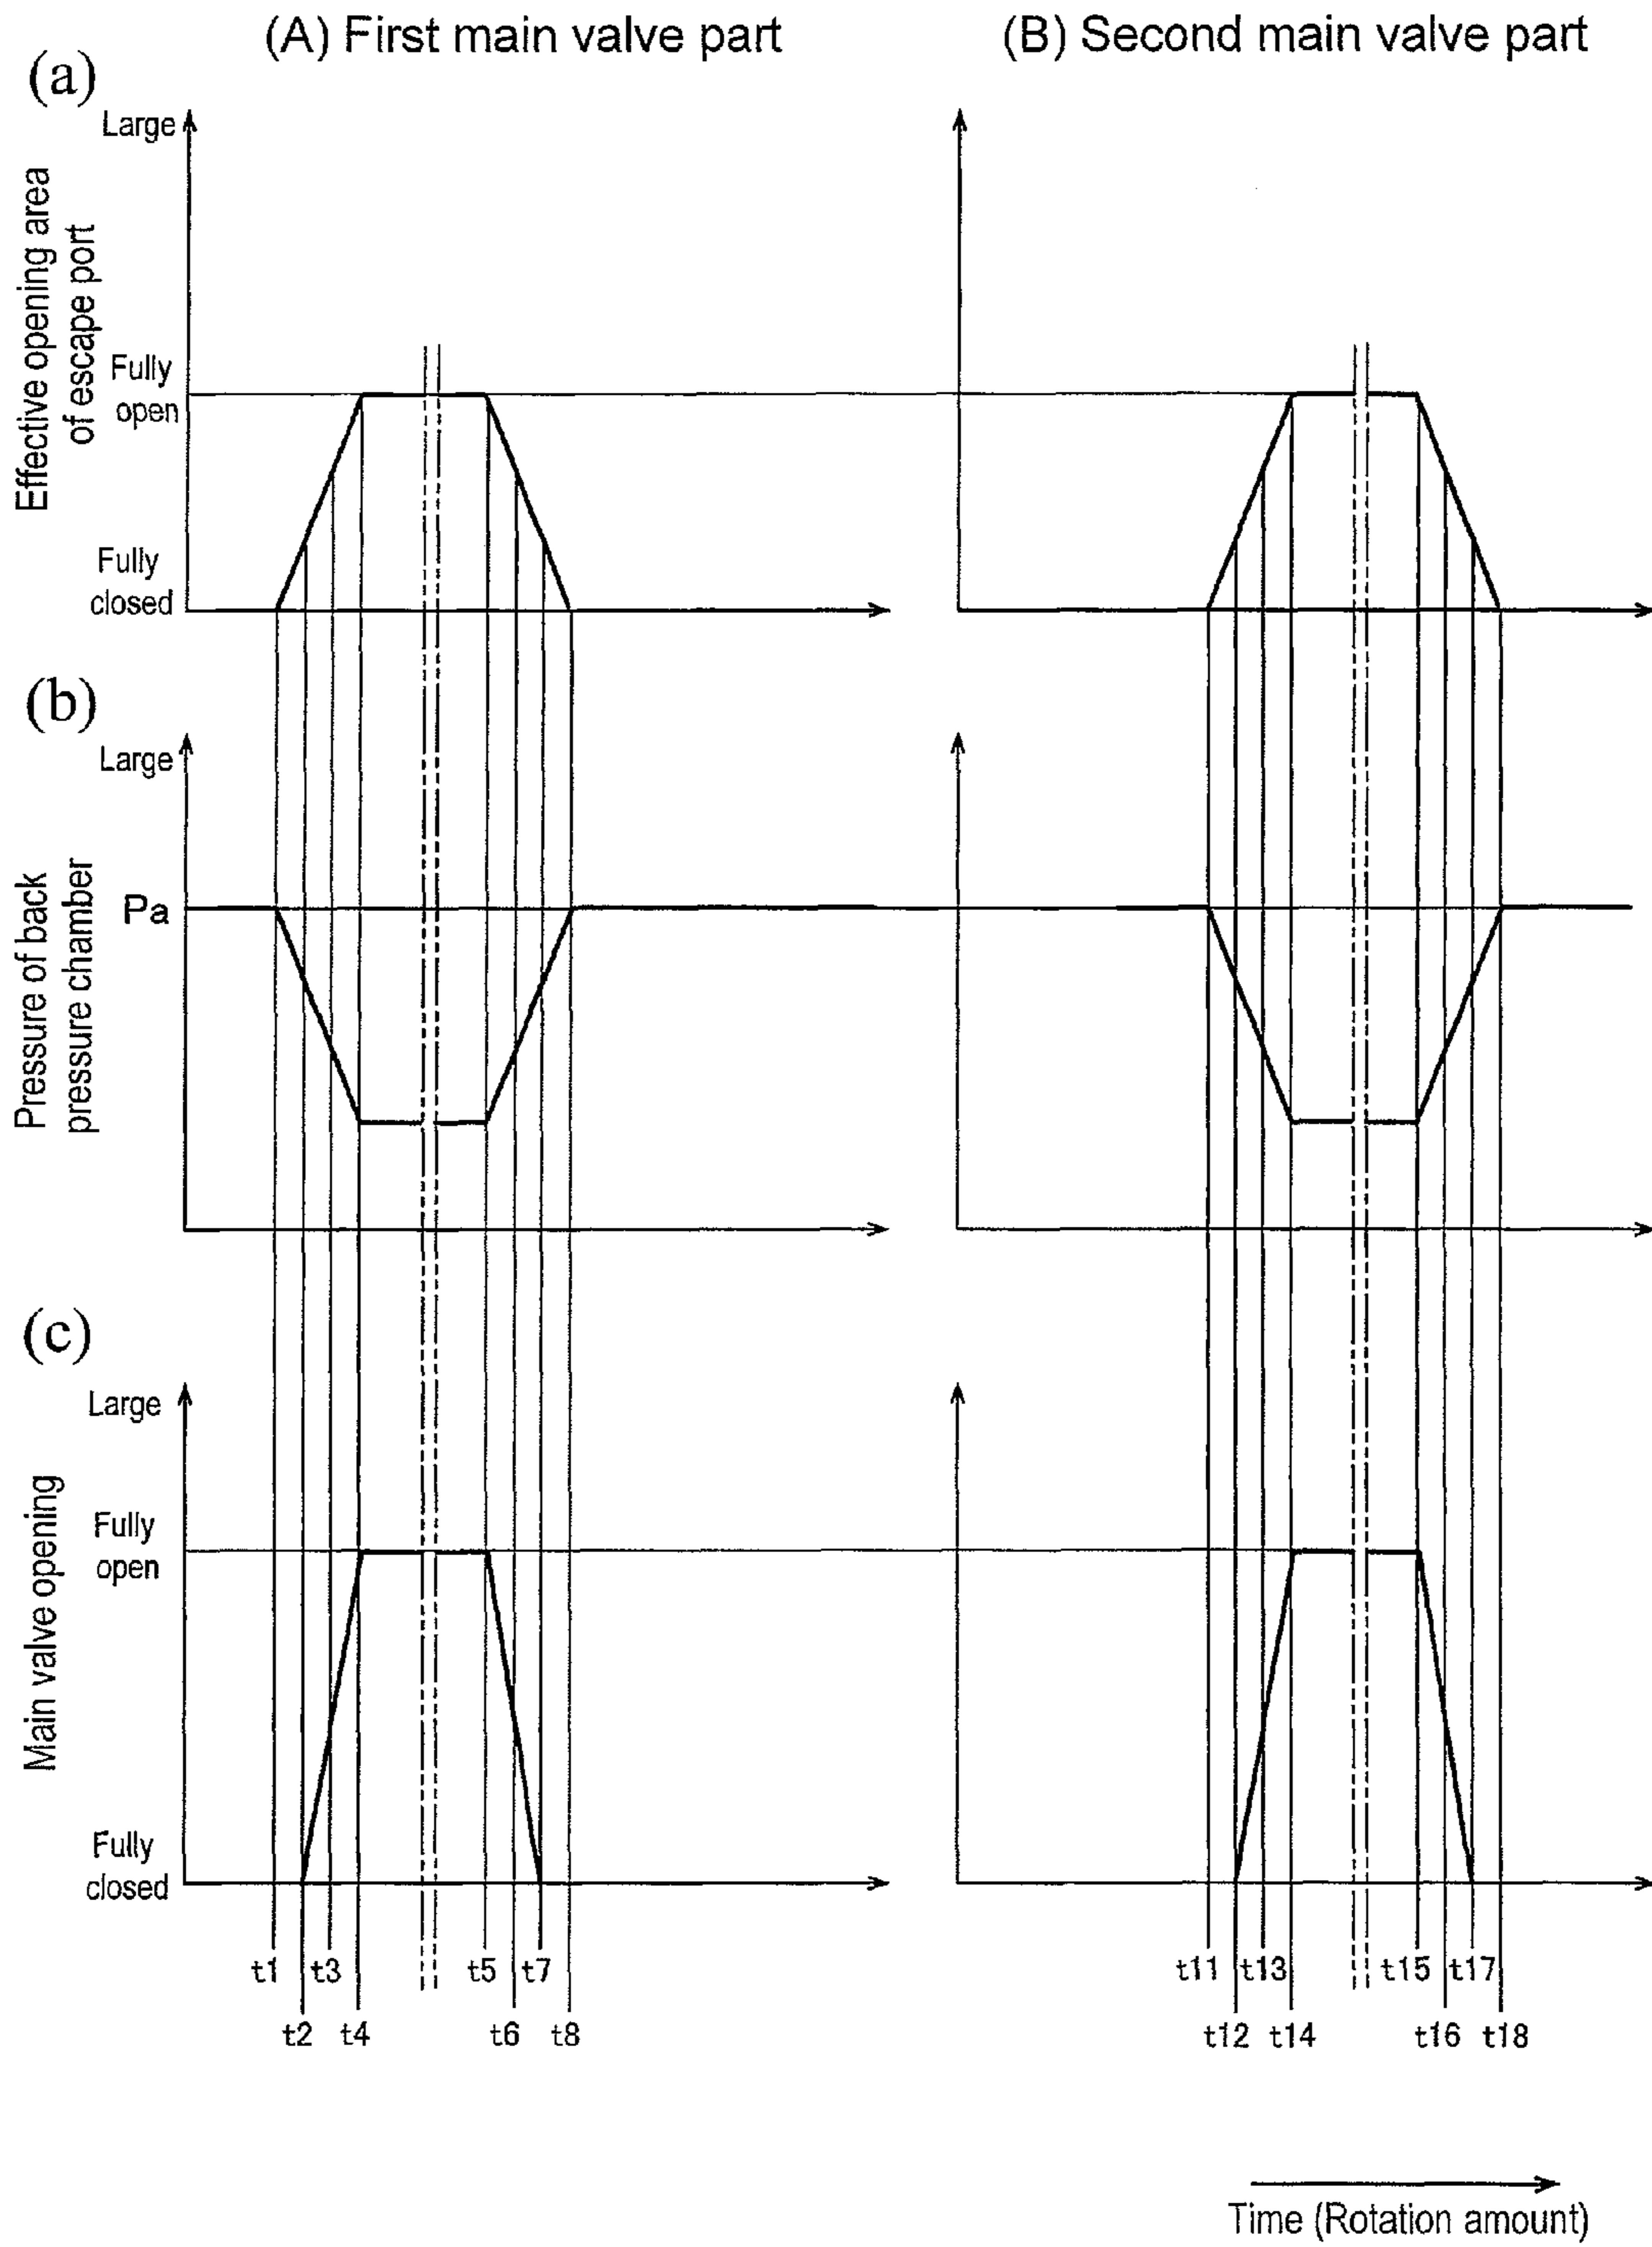 (A) First main valve part
(B) Second main valve part
(a)
Large
Effective opening area
of escape port
Fully
open
Fully
closed
(b)
Large
Pressure of back
pressure chamber
Pa
(c)
Large
Main valve opening
Fully
open
Fully
closed
t1 t3 t5 t7 t11 t13 t15 t17
t2 t4 t6 t8 t12 t14 t16 t18
Time (Rotation amount)